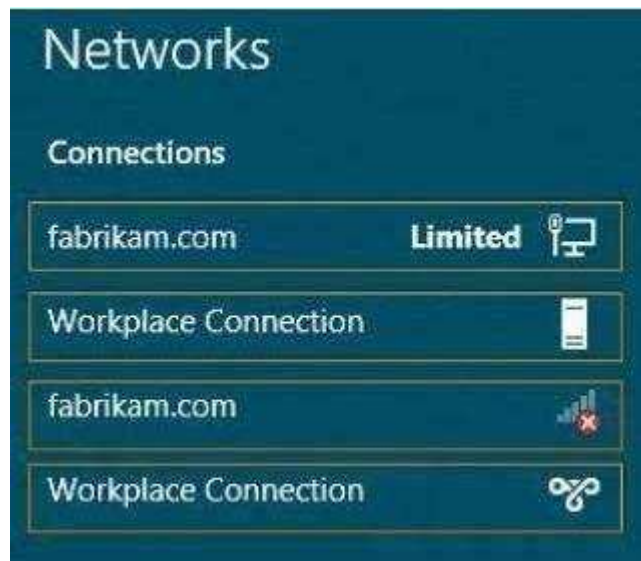 Networks
Connections
fabrikam.com Limited
Workplace Connection
fabrikam.com
Workplace Connection